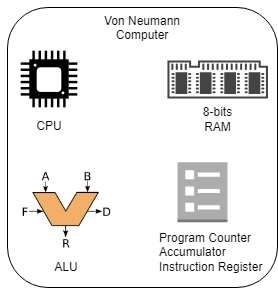 Von Neumann
Computer
CPU
8-bits
RAM
A
B
F
D
R
ALU
Program Counter
Accumulator
Instruction Register